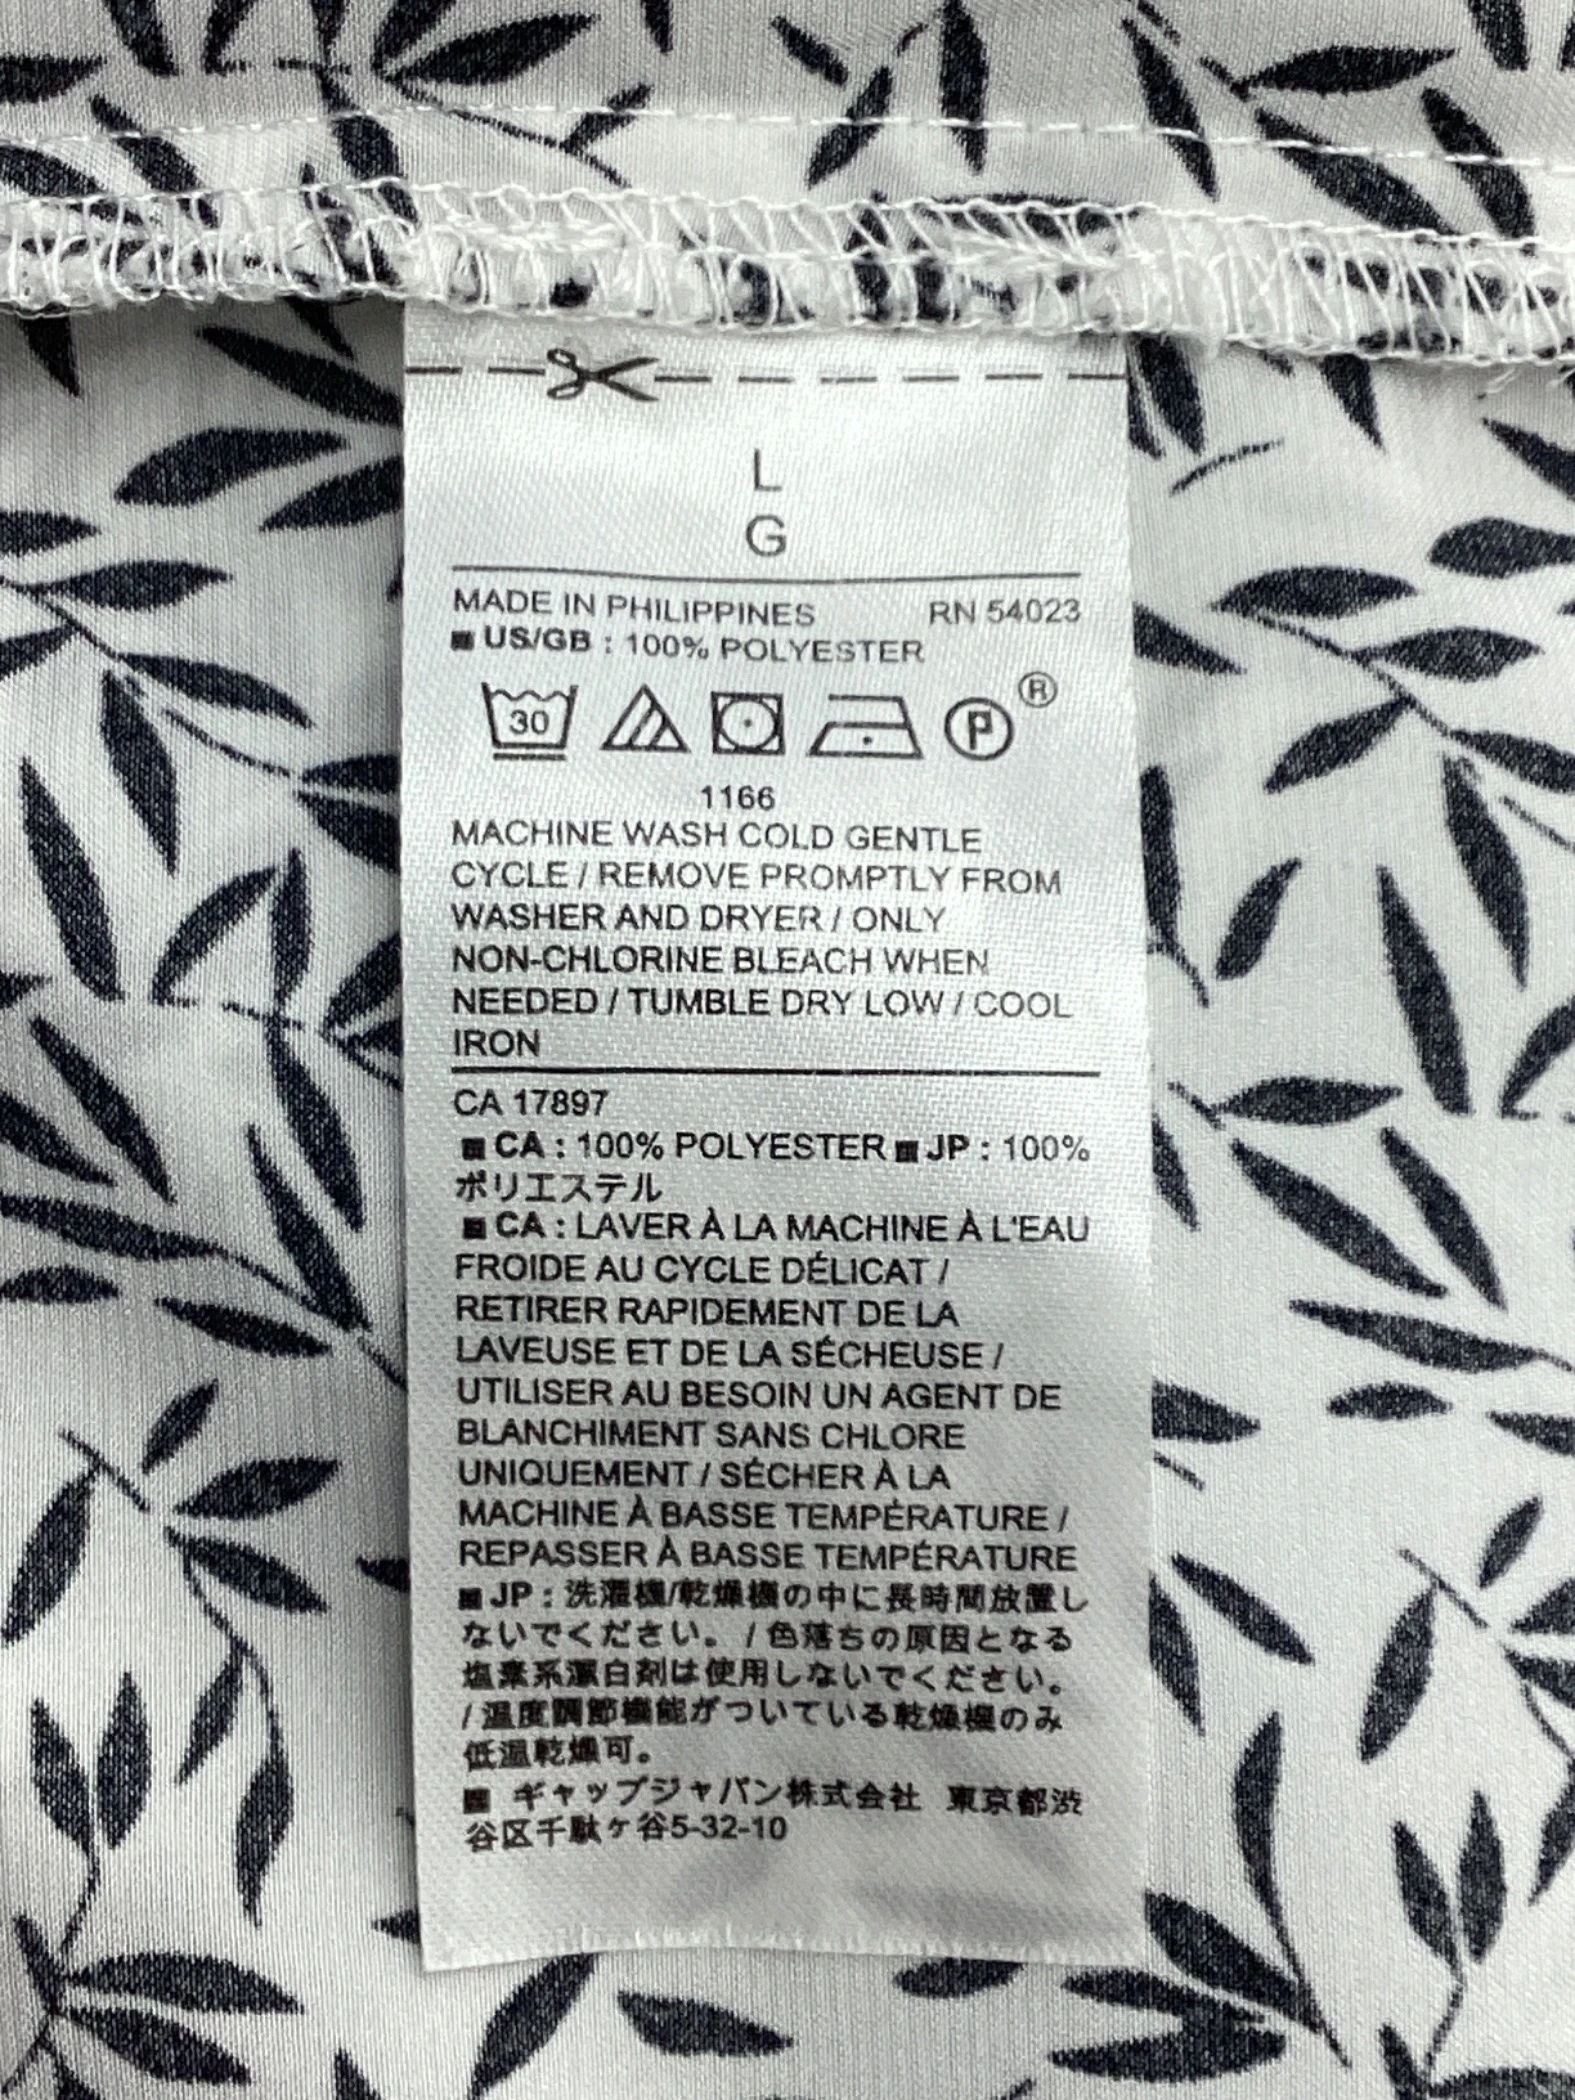 L
G
MADE IN PHILIPPINES RN 54023
■ US/GB : 100% POLYESTER
30 P ®
1166
MACHINE WASH COLD GENTLE
CYCLE / REMOVE PROMPTLY FROM
WASHER AND DRYER / ONLY
NON-CHLORINE BLEACH WHEN
NEEDED / TUMBLE DRY LOW / COOL
IRON
CA 17897
■ CA : 100% POLYESTER ■ JP : 100%
ポリエステル
■ CA : LAVER À LA MACHINE À L'EAU
FROIDE AU CYCLE DÉLICAT /
RETIRER RAPIDEMENT DE LA
LAVEUSE ET DE LA SÉCHEUSE /
UTILISER AU BESOIN UN AGENT DE
BLANCHIMENT SANS CHLORE
UNIQUEMENT / SÉCHER À LA
MACHINE À BASSE TEMPÉRATURE /
REPASSER À BASSE TEMPÉRATURE
■ JP : 洗濯機/乾燥機の中に長時間放置し
ないでください。 / 色落ちの原因となる
塩素系漂白剤は使用しないでください。
/ 温度調節機能がついている乾燥機のみ
低温乾燥可。
■ ギャップジャパン株式会社 東京都渋
谷区千駄ヶ谷5-32-10